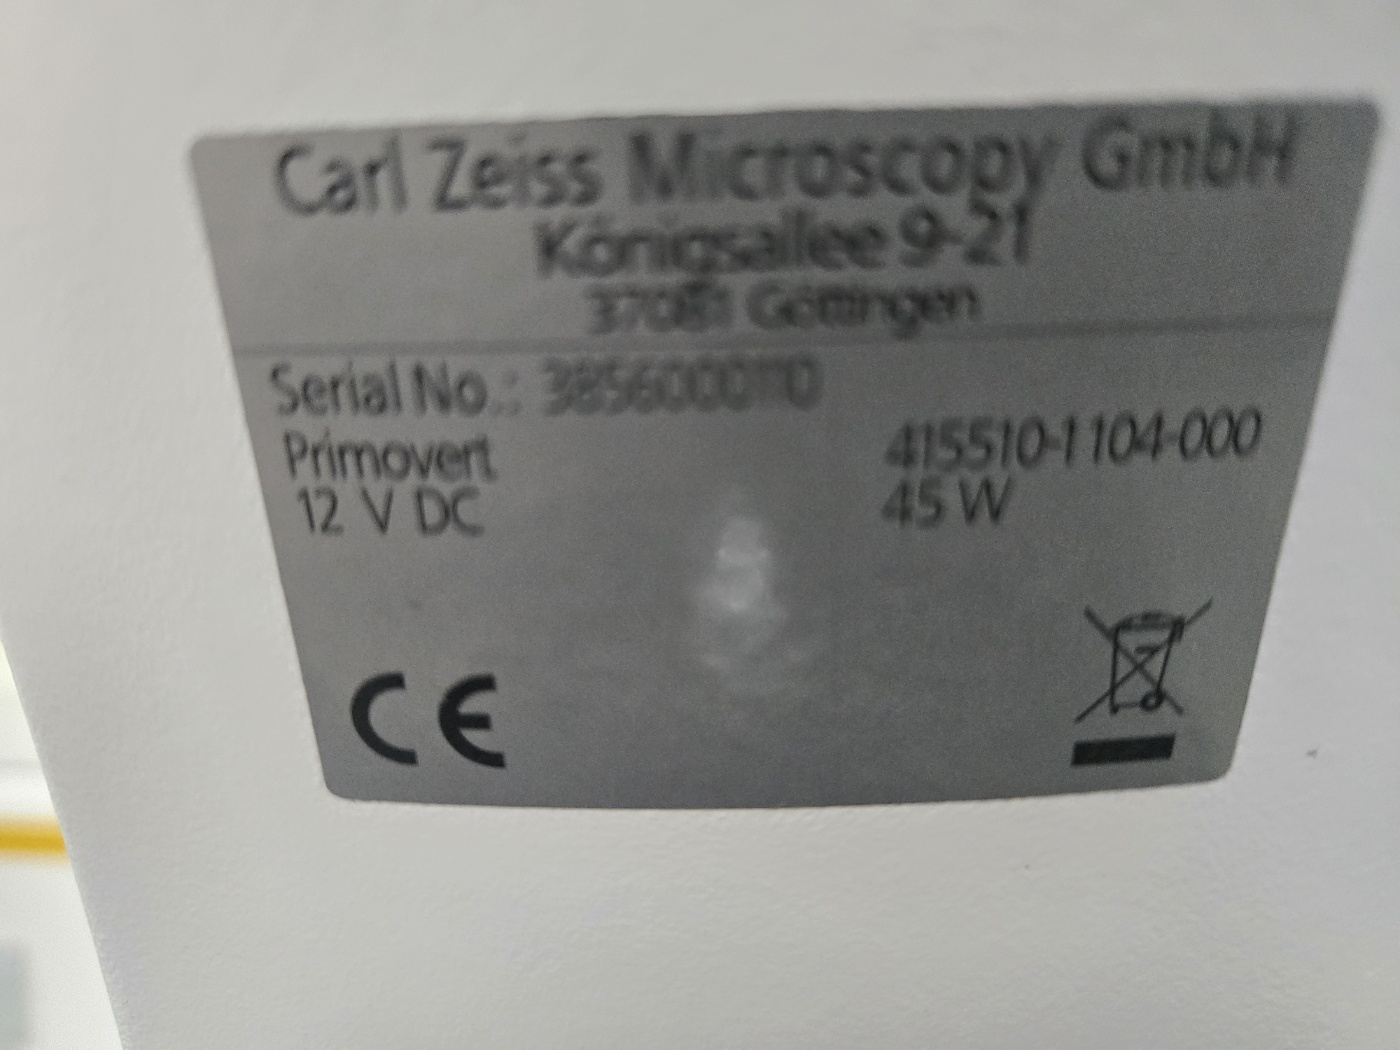 Carl Zeiss Microscopy GmbH
Königsallee 9-21
37081 Göttingen
Serial No.: 3856000110
Primovert 415510-1104-000
12 V DC 45 W
CE